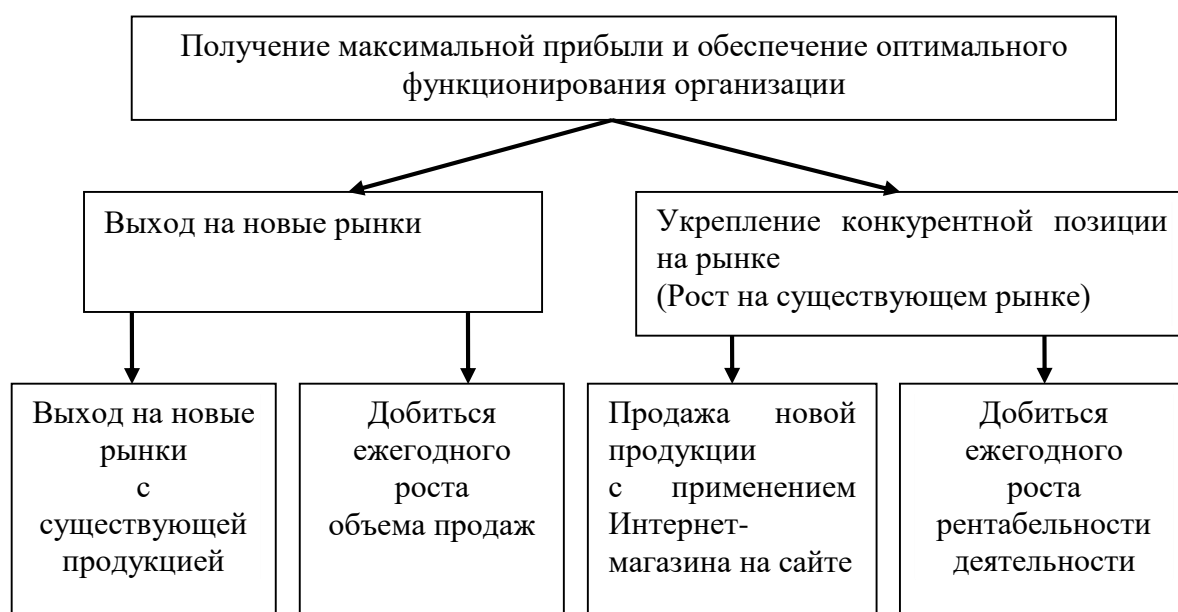 Получение максимальной прибыли и обеспечение оптимального
функционирования организации
Выход на новые рынки
Укрепление конкурентной позиции
на рынке
(Рост на существующем рынке)
Выход на новые
рынки
с
существующей
продукцией
Добиться
ежегодного
роста
объема продаж
Продажа новой
продукции
с применением
Интернет-
магазина на сайте
Добиться
ежегодного
роста
рентабельности
деятельности